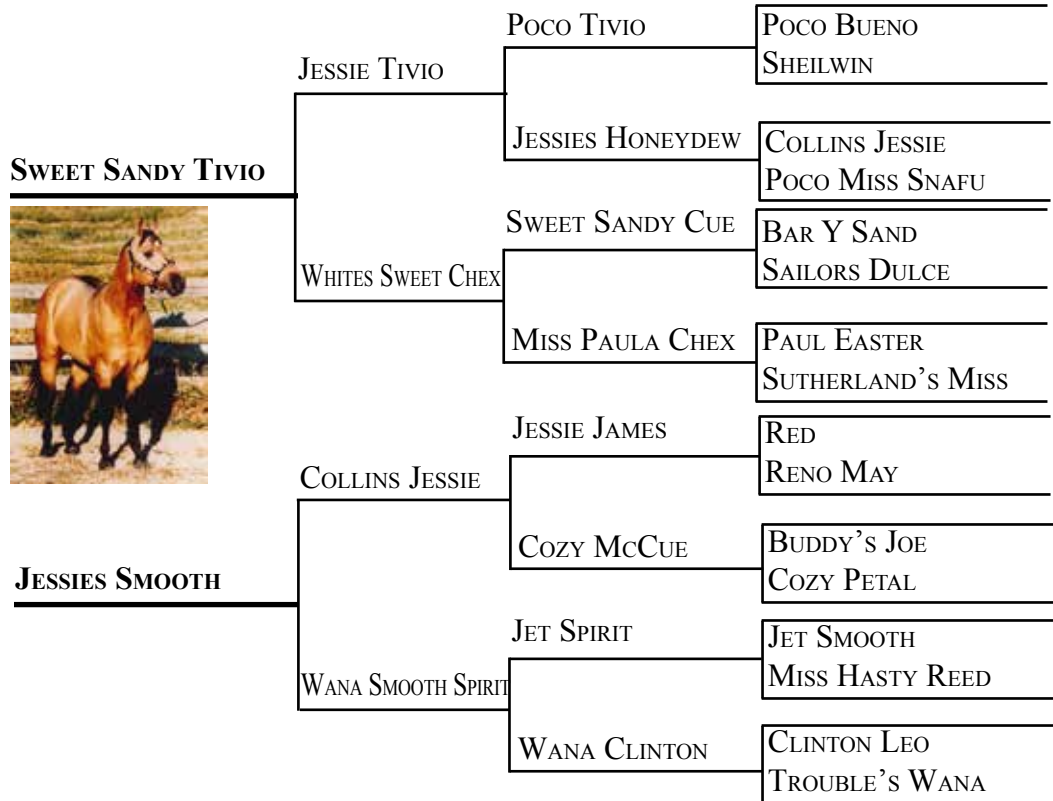 Poco Tivio
Poco Bueno
Sheilwin
Jessie Tivio
Jessies Honeydew
Collins Jessie
Poco Miss Snafu
Sweet Sandy Tivio
Sweet Sandy Cue
Bar Y Sand
Sailors Dulce
Whites Sweet Chex
Miss Paula Chex
Paul Easter
Sutherland’s Miss
Jessie James
Red
Reno May
Collins Jessie
Cozy McCue
Buddy’s Joe
Cozy Petal
Jessies Smooth
Jet Spirit
Jet Smooth
Miss Hasty Reed
Wana Smooth Spirit
Wana Clinton
Clinton Leo
Trouble’s Wana